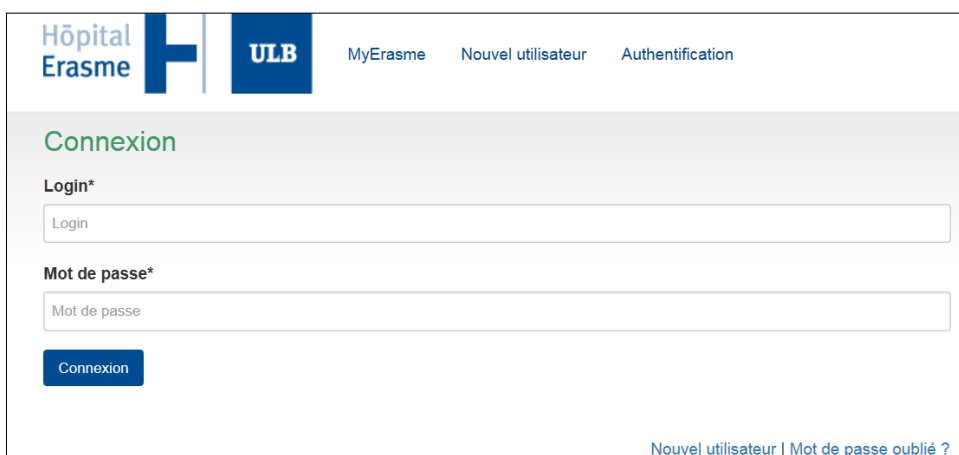 Hōpital
Erasme
ULB
MyErasme Nouvel utilisateur Authentification
Connexion
Login*
Login
Mot de passe*
Mot de passe
Connexion
Nouvel utilisateur | Mot de passe oublié ?